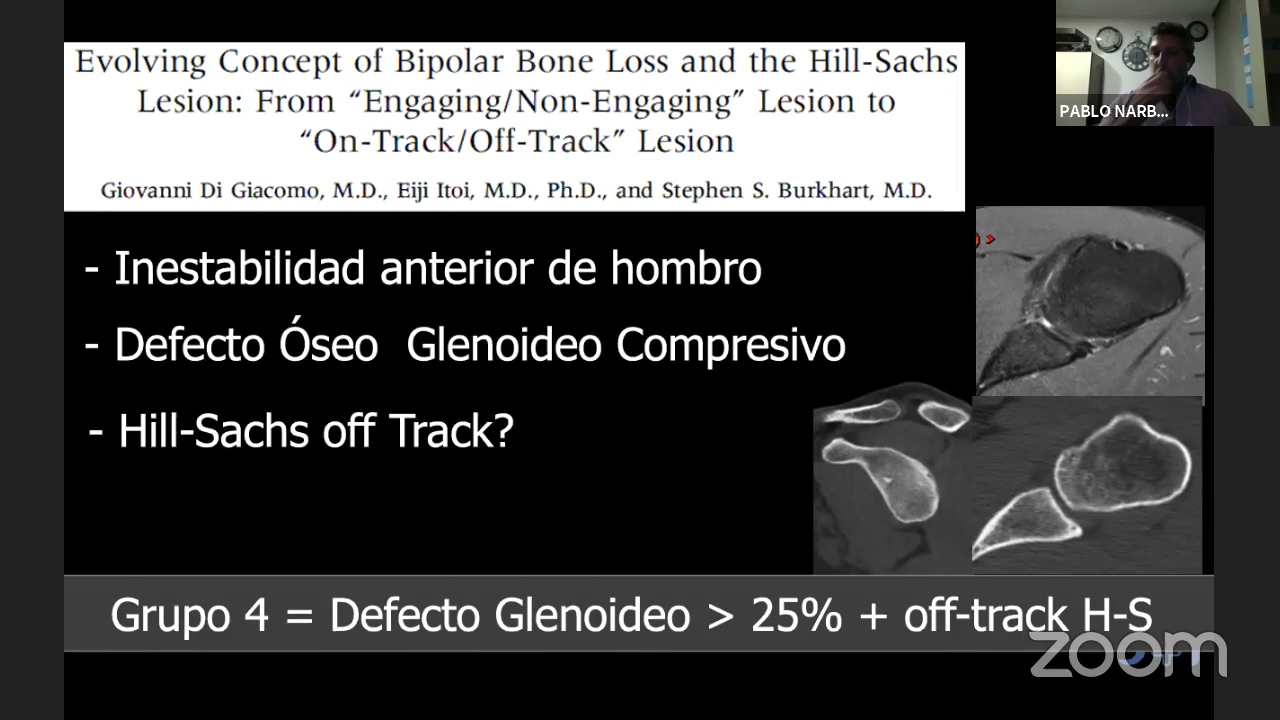 Evolving Concept of Bipolar Bone Loss and the Hill-Sachs
Lesion: From “Engaging/Non-Engaging” Lesion to
“On-Track/Off-Track” Lesion
Giovanni Di Giacomo, M.D., Eiji Itoi, M.D., Ph.D., and Stephen S. Burkhart, M.D.
PABLO NARB...
- Inestabilidad anterior de hombro
- Defecto Óseo  Glenoideo Compresivo
- Hill-Sachs off Track?
Grupo 4 = Defecto Glenoideo > 25% + off-track H-S
zoom